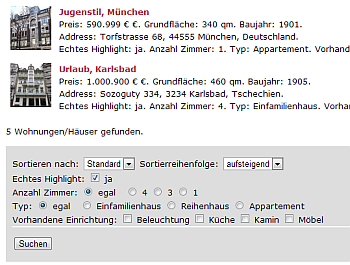 Jugenstil, München
Preis: 590.999 € €. Grundfläche: 340 qm. Baujahr: 1901.
Address: Torfstrasse 68, 44555 München, Deutschland.
Echtes Highlight: ja. Anzahl Zimmer: 1. Typ: Appartement. Vorhand
Urlaub, Karlsbad
Preis: 1.000.900 € €. Grundfläche: 460 qm. Baujahr: 1905.
Address: Sozoguty 334, 3234 Karlsbad, Tschechien.
Echtes Highlight: ja. Anzahl Zimmer: 4. Typ: Einfamilienhaus. Vorha
5 Wohnungen/Häuser gefunden.
Sortieren nach: Standard Sortierreihenfolge: aufsteigend
Echtes Highlight: ja
Anzahl Zimmer: egal 4 3 1
Typ: egal Einfamilienhaus Reihenhaus Appartement
Vorhandene Einrichtung: Beleuchtung Küche Kamin Möbel
Suchen